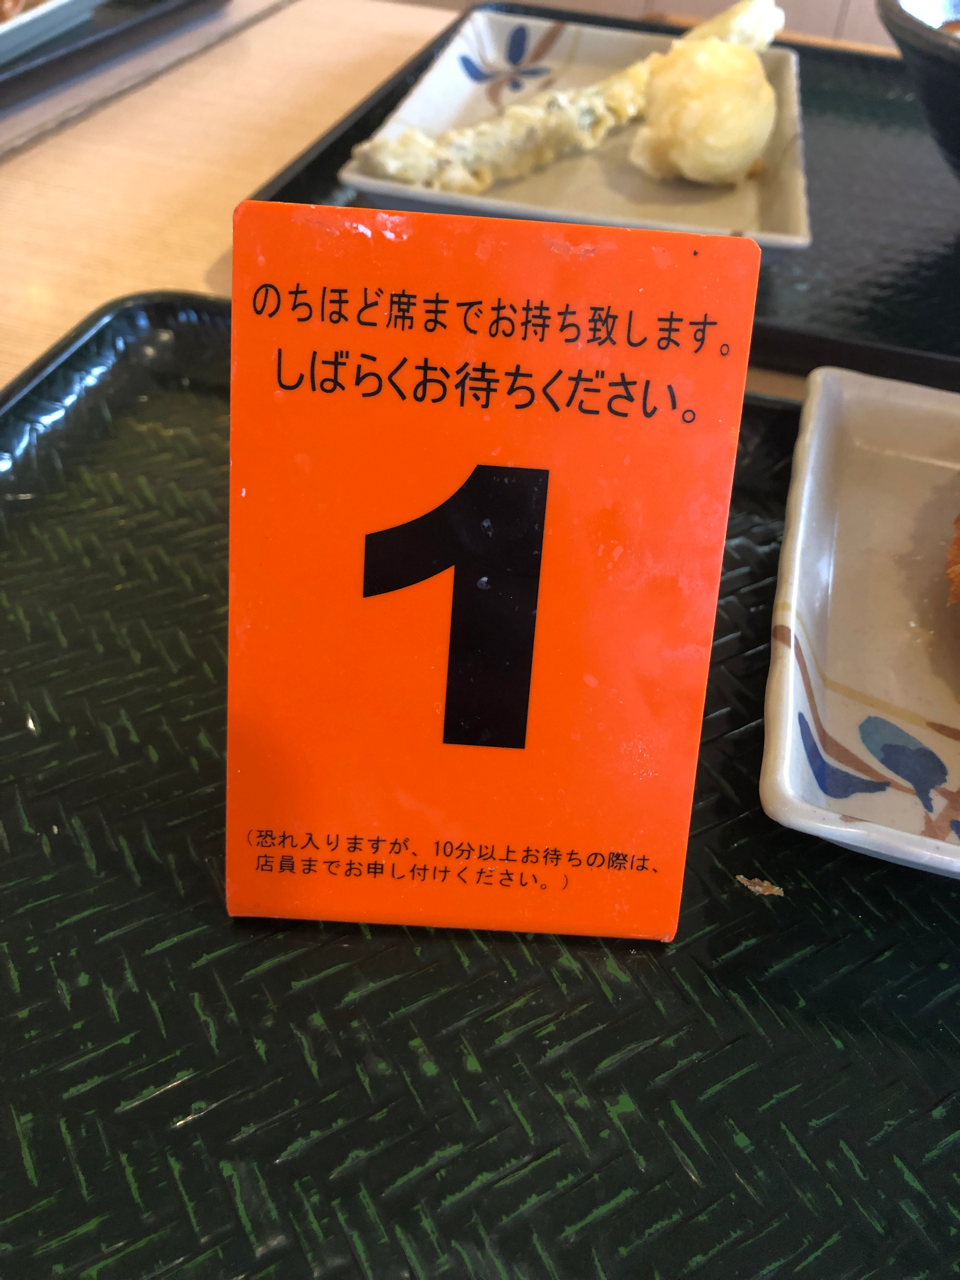 のちほど席までお持ち致します。
しばらくお待ちください。
1
(恐れ入りますが、10分以上お待ちの際は、
店員までお申し付けください。)